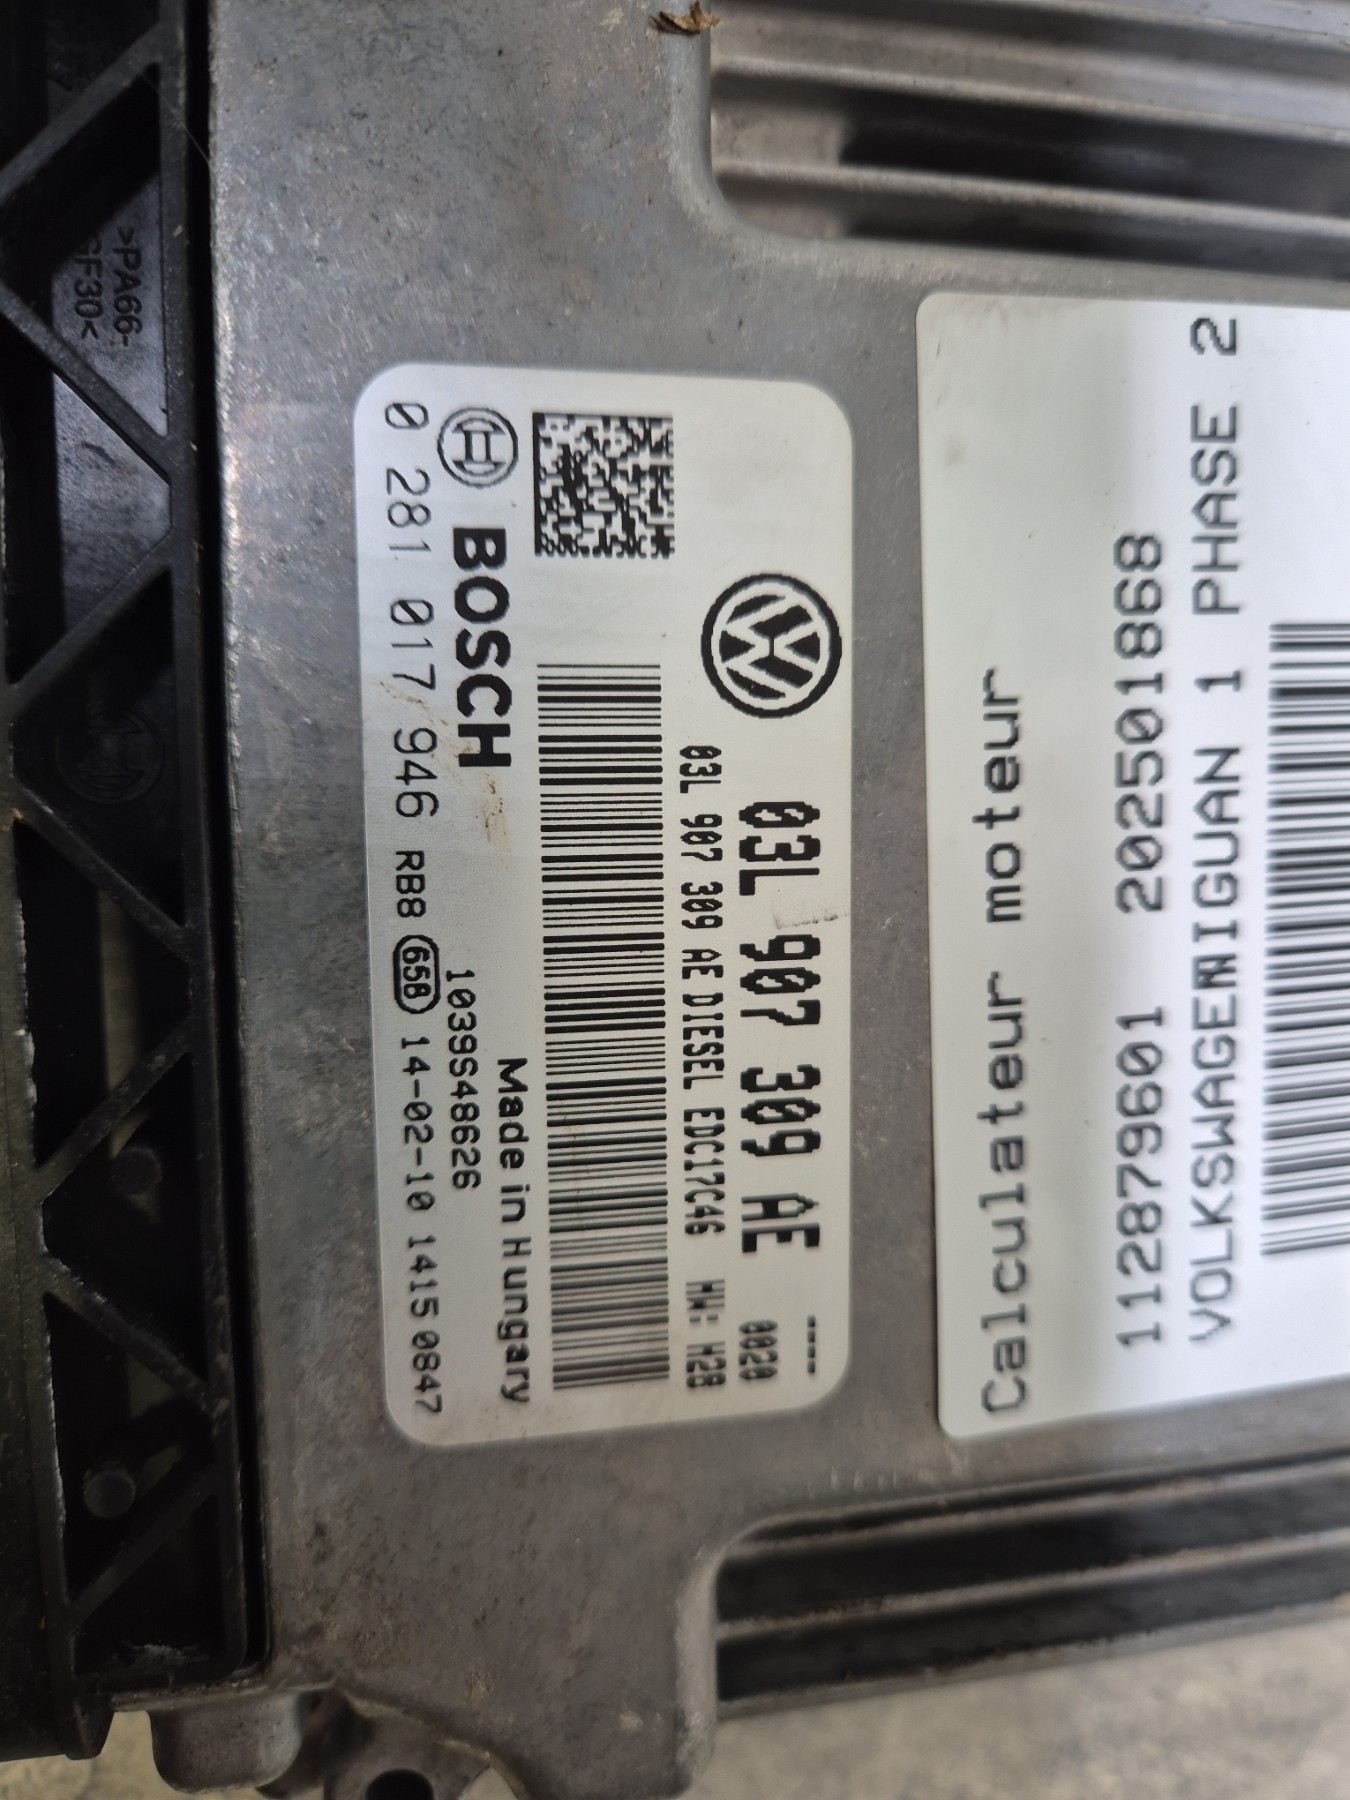 Calculateur moteur
112879601 2022501868
VOLKSWAGEN TIGUAN 1 PHASE 2
03L 907 309 AE ----
0020
03L 907 309 AE DIESEL EDC17C46 HW: H28
Made in Hungary
BOSCH
1039S48626
0 281 017 946 RB8 65B 14-02-10 1415 0847
>PA66-
GF30<